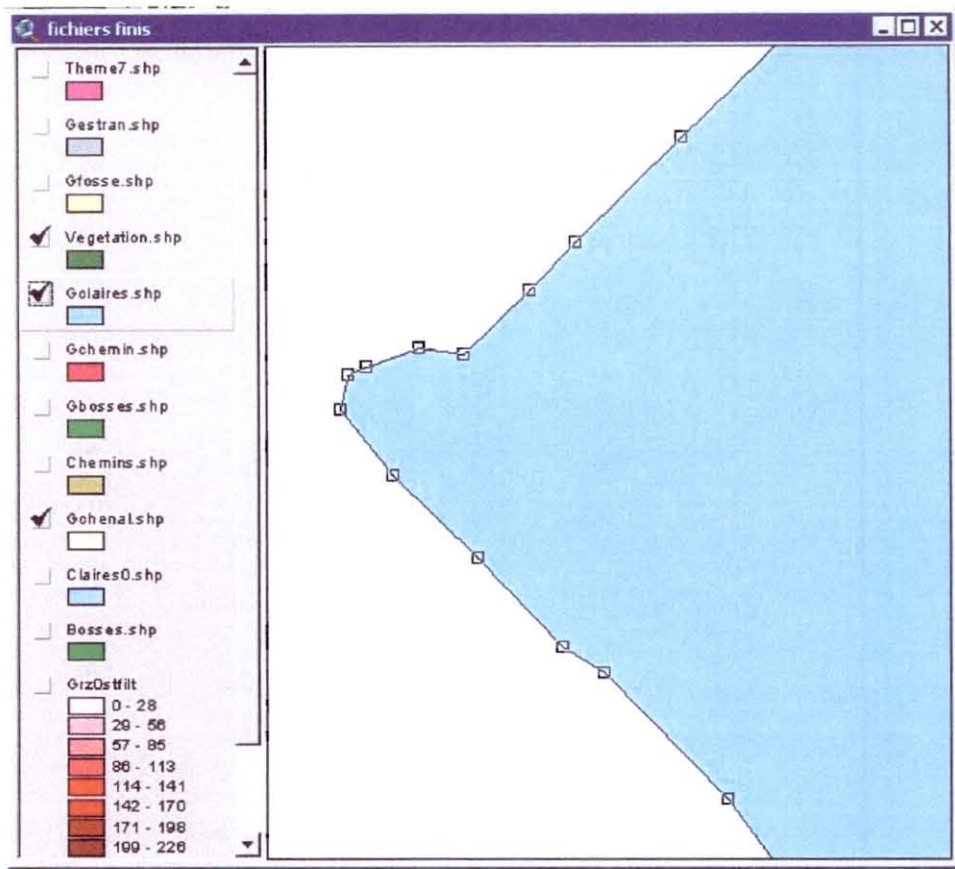 fichiers finis
Theme7.shp
Gestran.shp
Gfosse.shp
Vegetation.shp
Golaires.shp
Gchemin.shp
Gbosses.shp
Chemins.shp
Gchenal.shp
Claires0.shp
Bosses.shp
Grz0stfilt
0 - 28
29 - 56
57 - 85
86 - 113
114 - 141
142 - 170
171 - 198
199 - 226